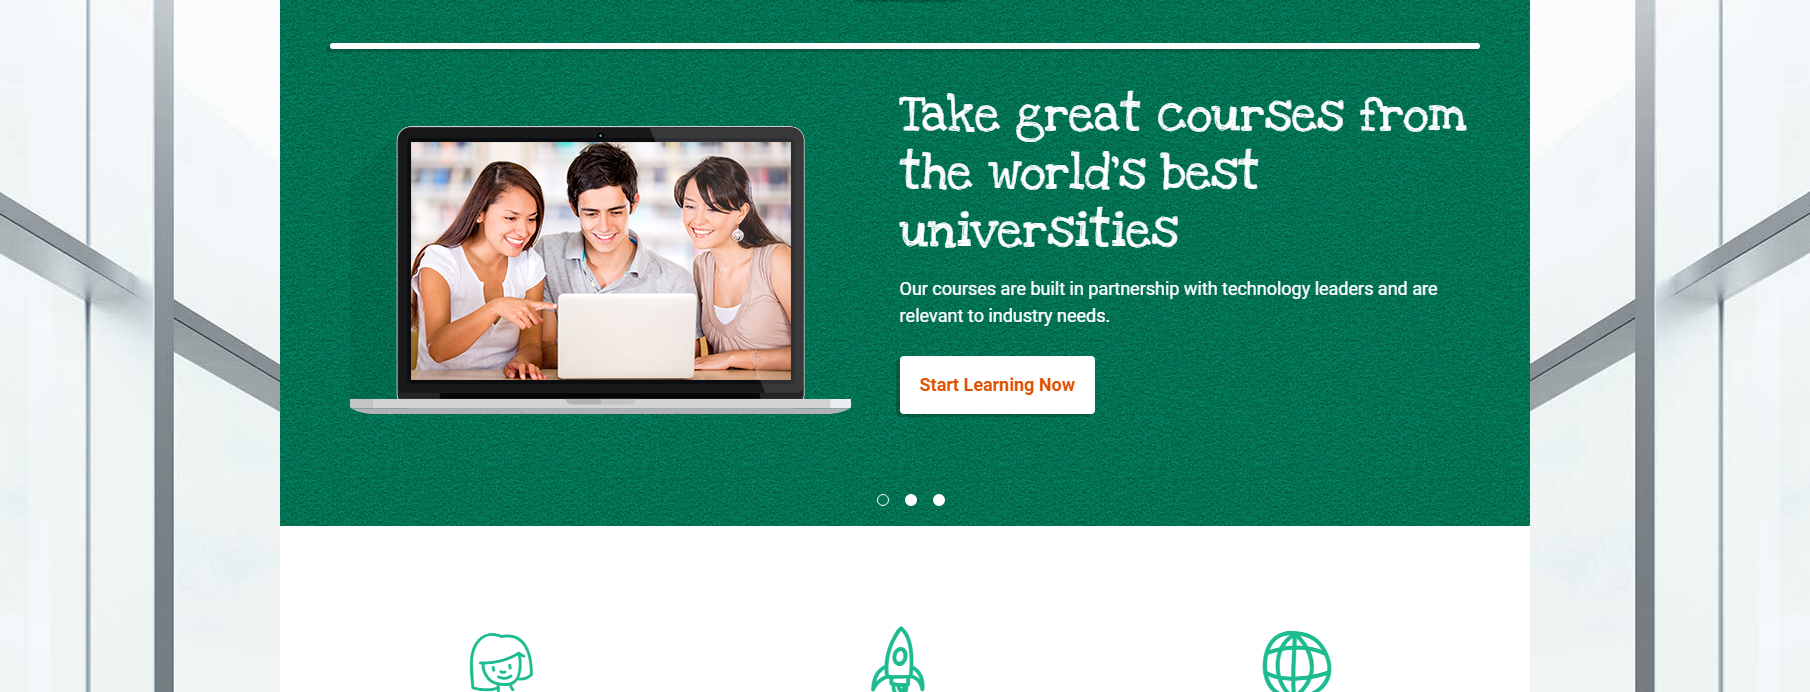 Take great courses from
the world's best
universities
Our courses are built in partnership with technology leaders and are
relevant to industry needs.
Start Learning Now